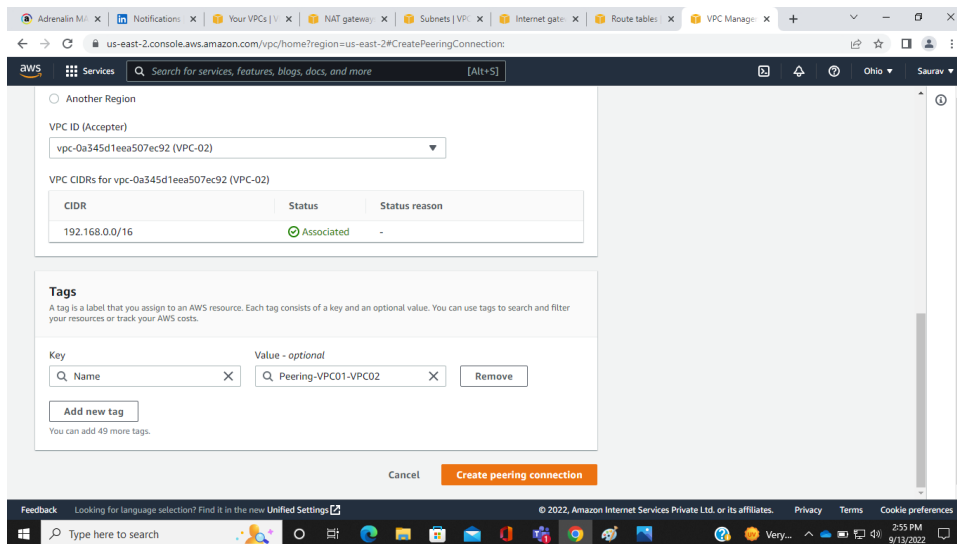 Adrenalin MA
Notifications
Your VPCs | V
NAT gateway
Subnets | VPC
Internet gate
Route tables
VPC Manage
us-east-2.console.aws.amazon.com/vpc/home?region=us-east-2#CreatePeeringConnection:
aws Services Search for services, features, blogs, docs, and more [Alt+S] Ohio Saurav
Another Region
VPC ID (Accepter)
vpc-0a345d1eea507ec92 (VPC-02)
VPC CIDRs for vpc-0a345d1eea507ec92 (VPC-02)
CIDR Status Status reason
192.168.0.0/16 Associated -
Tags
A tag is a label that you assign to an AWS resource. Each tag consists of a key and an optional value. You can use tags to search and filter
your resources or track your AWS costs.
Key Value - optional
Name Peering-VPC01-VPC02 Remove
Add new tag
You can add 49 more tags.
Cancel Create peering connection
Feedback Looking for language selection? Find it in the new Unified Settings © 2022, Amazon Internet Services Private Ltd. or its affiliates. Privacy Terms Cookie preferences
Type here to search Very... 2:55 PM
9/13/2022